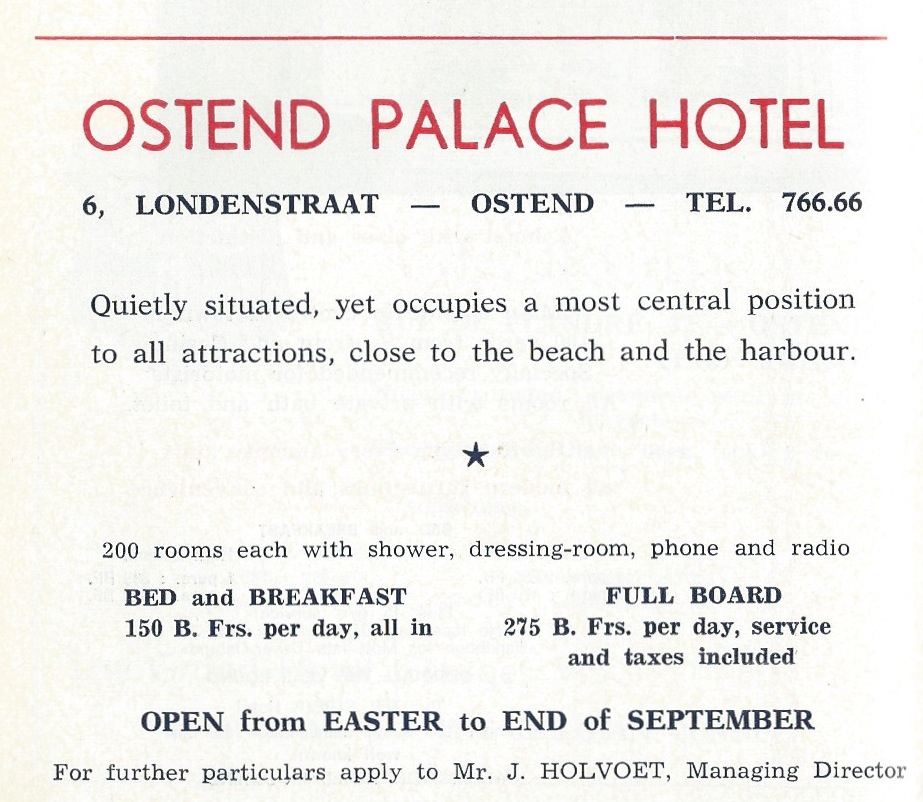 OSTEND PALACE HOTEL
6, LONDENSTRAAT — OSTEND — TEL. 766.66
Quietly situated, yet occupies a most central position
to all attractions, close to the beach and the harbour.
200 rooms each with shower, dressing-room, phone and radio
BED and BREAKFAST FULL BOARD
150 B. Frs. per day, all in 275 B. Frs. per day, service
and taxes included
OPEN from EASTER to END of SEPTEMBER
For further particulars apply to Mr. J. HOLVOET, Managing Director